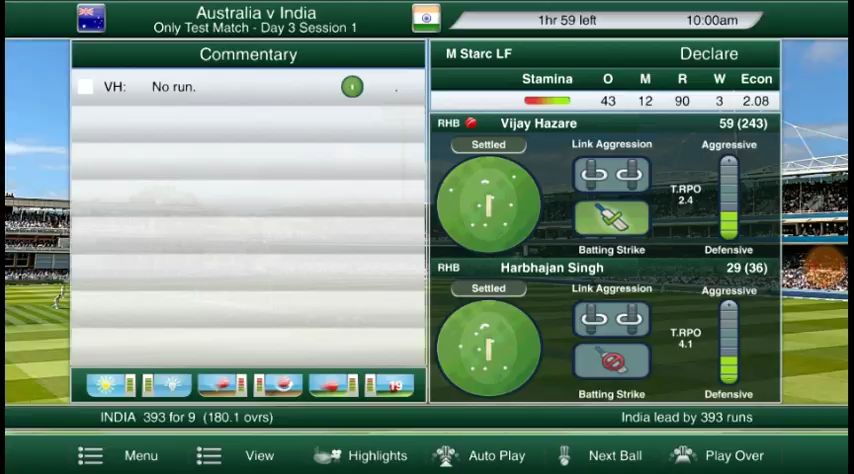 Australia v India
Only Test Match - Day 3 Session 1
1hr 59 left 10:00am
Commentary
VH: No run. .
M Starc LF Declare
Stamina O M R W Econ
43 12 90 3 2.08
RHB Vijay Hazare 59 (243)
Settled Link Aggression Aggressive
T.RPO
2.4
Batting Strike Defensive
RHB Harbhajan Singh 29 (36)
Settled Link Aggression Aggressive
T.RPO
4.1
Batting Strike Defensive
19
INDIA 393 for 9 (180.1 ovrs) India lead by 393 runs
Menu View Highlights Auto Play Next Ball Play Over